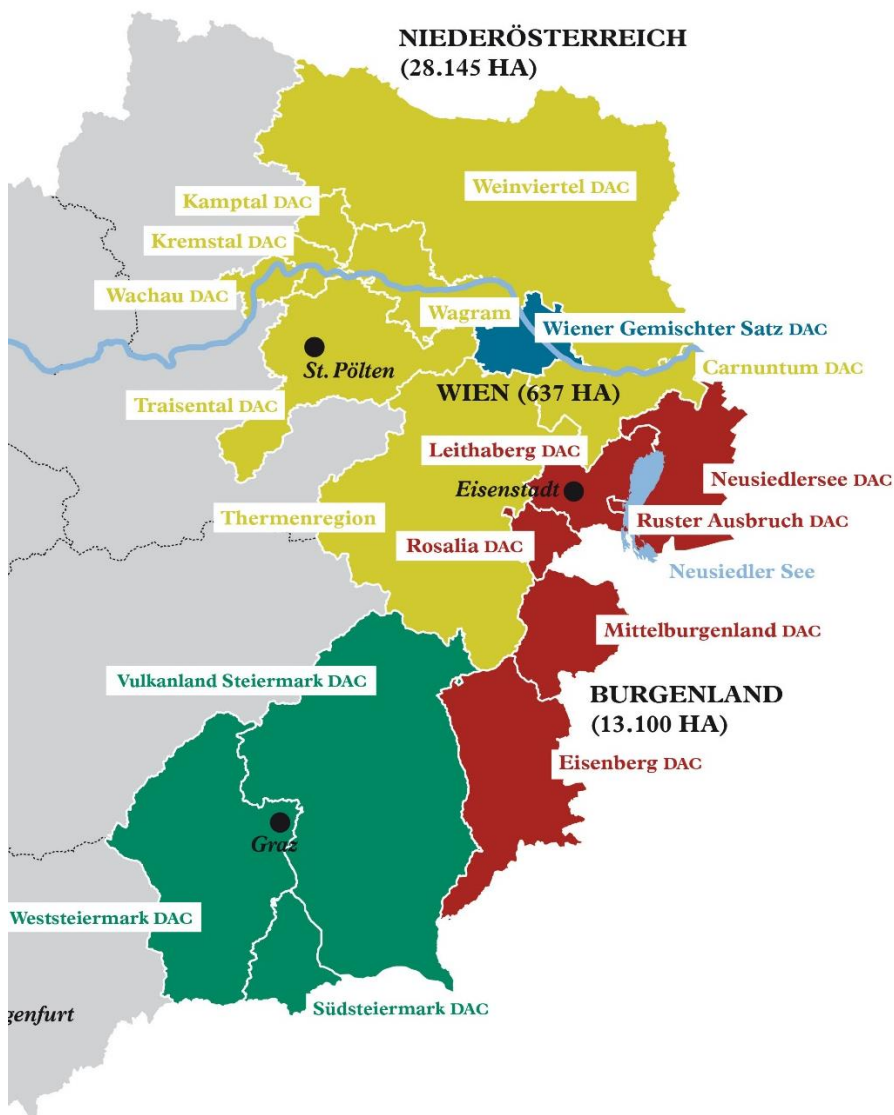 NIEDERÖSTERREICH
(28.145 HA)
Weinviertel DAC
Kamptal DAC
Kremstal DAC
Wachau DAC
Wagram
Wiener Gemischter Satz DAC
St. Pölten
Carnuntum DAC
WIEN (637 HA)
Traisental DAC
Leithaberg DAC
Neusiedlersee DAC
Eisenstadt
Thermenregion
Ruster Ausbruch DAC
Rosalia DAC
Neusiedler See
Mittelburgenland DAC
Vulkanland Steiermark DAC
BURGENLAND
(13.100 HA)
Eisenberg DAC
Graz
Weststeiermark DAC
Südsteiermark DAC
genfurt